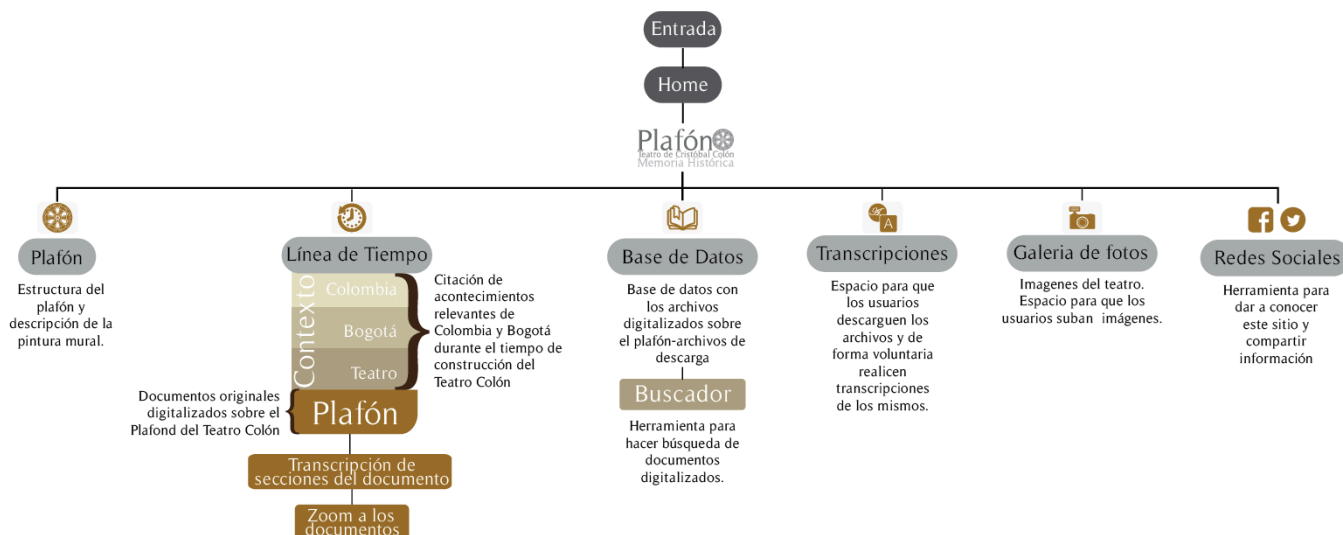 Entrada
Home
Plafón
Teatro de Cristóbal Colón
Memoria Histórica
Plafón
Estructura del
plafón y
descripción de la
pintura mural.
Línea de Tiempo
Contexto
Colombia
Bogotá
Teatro
Citación de
acontecimientos
relevantes de
Colombia y Bogotá
durante el tiempo de
construcción del
Teatro Colón
Documentos originales
digitalizados sobre el
Plafond del Teatro Colón
Plafón
Transcripción de
secciones del documento
Zoom a los
documentos
Base de Datos
Base de datos con
los archivos
digitalizados sobre
el plafón-archivos de
descarga
Buscador
Herramienta para
hacer búsqueda de
documentos
digitalizados.
A
Transcripciones
Espacio para que
los usuarios
descarguen los
archivos y de
forma voluntaria
realicen
transcripciones
de los mismos.
Galeria de fotos
Imagenes del teatro.
Espacio para que los
usuarios suban imágenes.
Redes Sociales
Herramienta para
dar a conocer
este sitio y
compartir
información